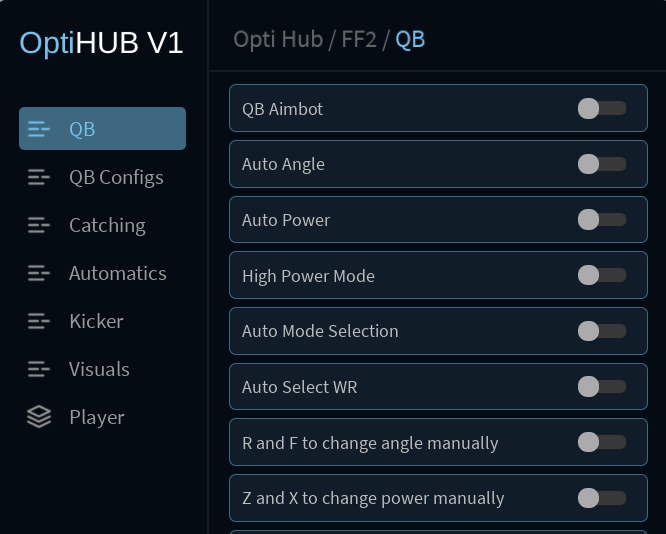 OptiHUB V1
Opti Hub / FF2 / QB
QB
QB Configs
Catching
Automatics
Kicker
Visuals
Player
QB Aimbot
Auto Angle
Auto Power
High Power Mode
Auto Mode Selection
Auto Select WR
R and F to change angle manually
Z and X to change power manually